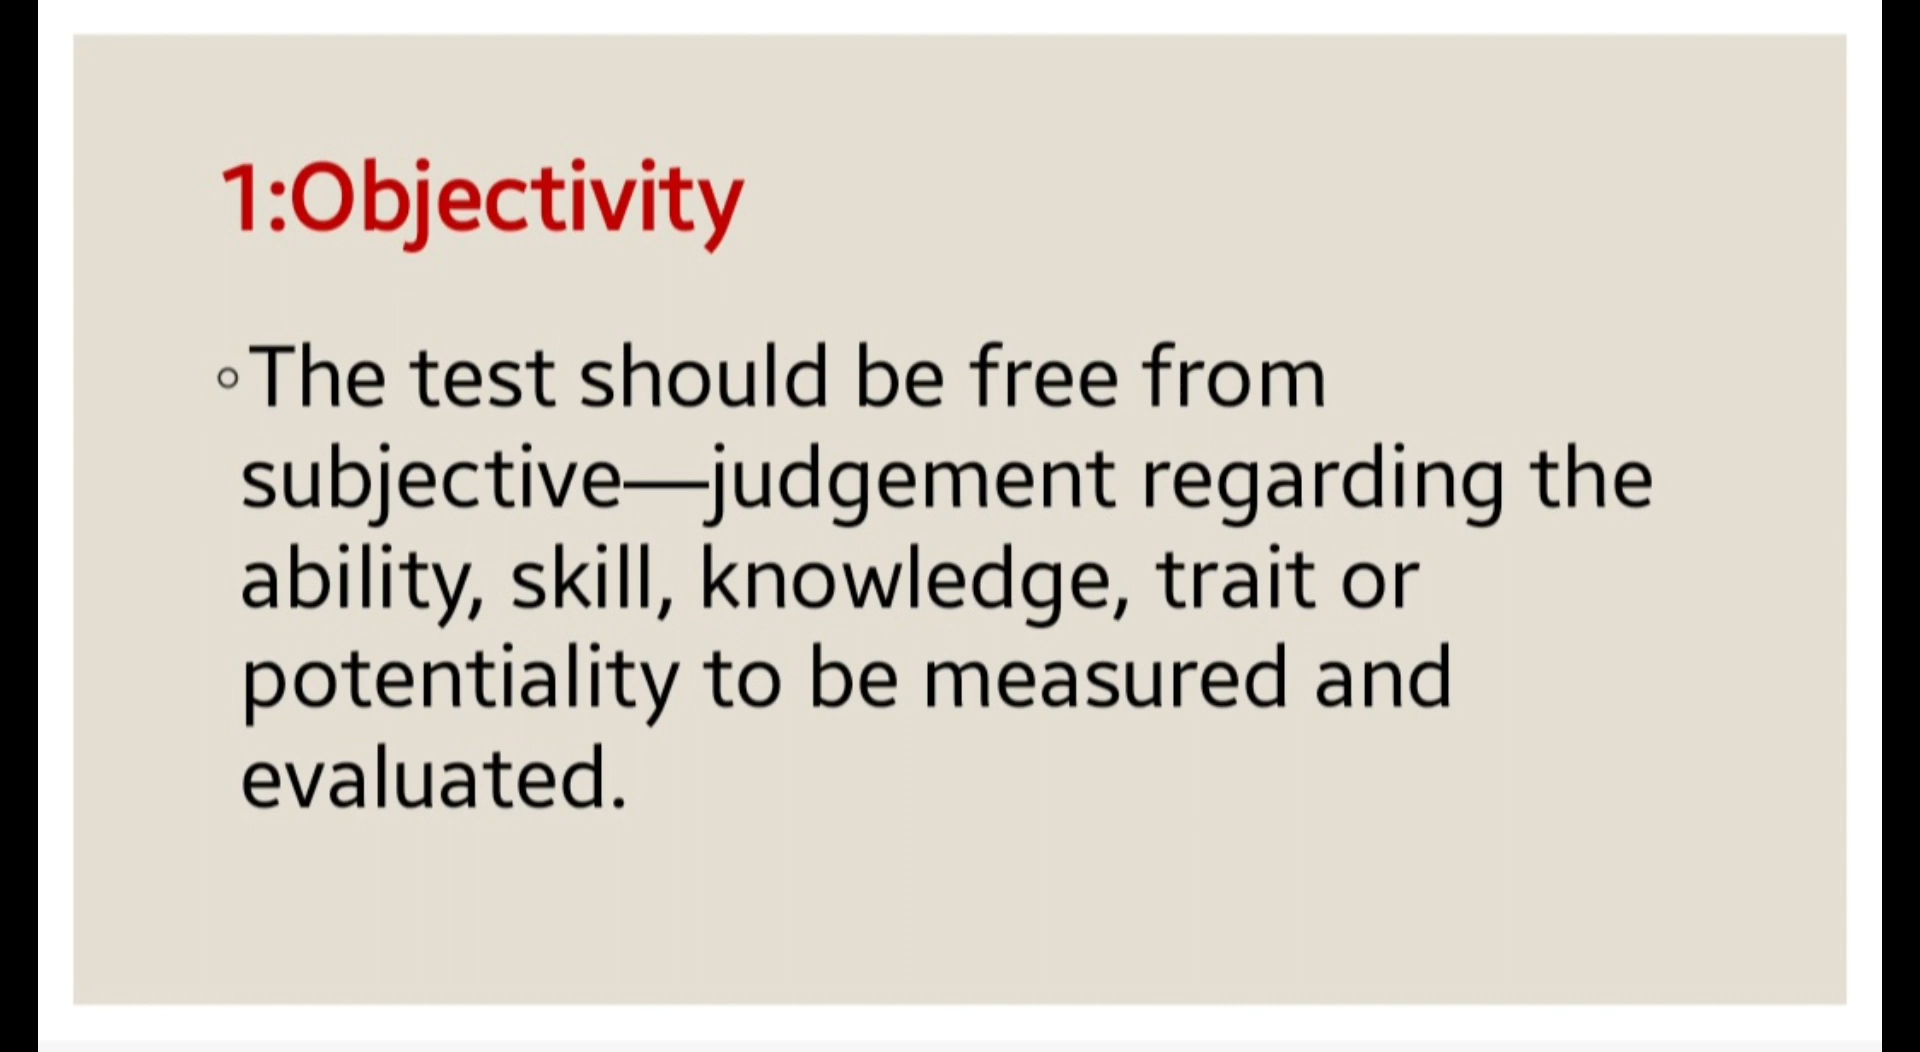 1:Objectivity
◦The test should be free from
subjective—judgement regarding the
ability, skill, knowledge, trait or
potentiality to be measured and
evaluated.